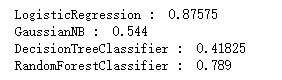 LogisticRegression :  0.87575
GaussianNB :  0.544
DecisionTreeClassifier :  0.41825
RandomForestClassifier :  0.789